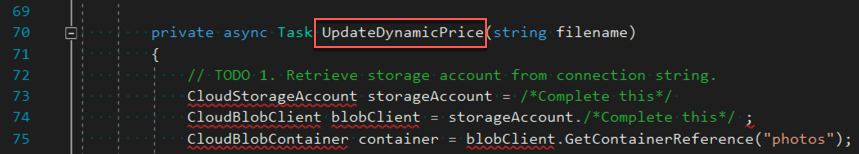 69
70 private async Task UpdateDynamicPrice(string filename)
71 {
72 // TODO 1. Retrieve storage account from connection string.
73 CloudStorageAccount storageAccount = /*Complete this*/
74 CloudBlobClient blobClient = storageAccount./*Complete this*/ ;
75 CloudBlobContainer container = blobClient.GetContainerReference("photos");